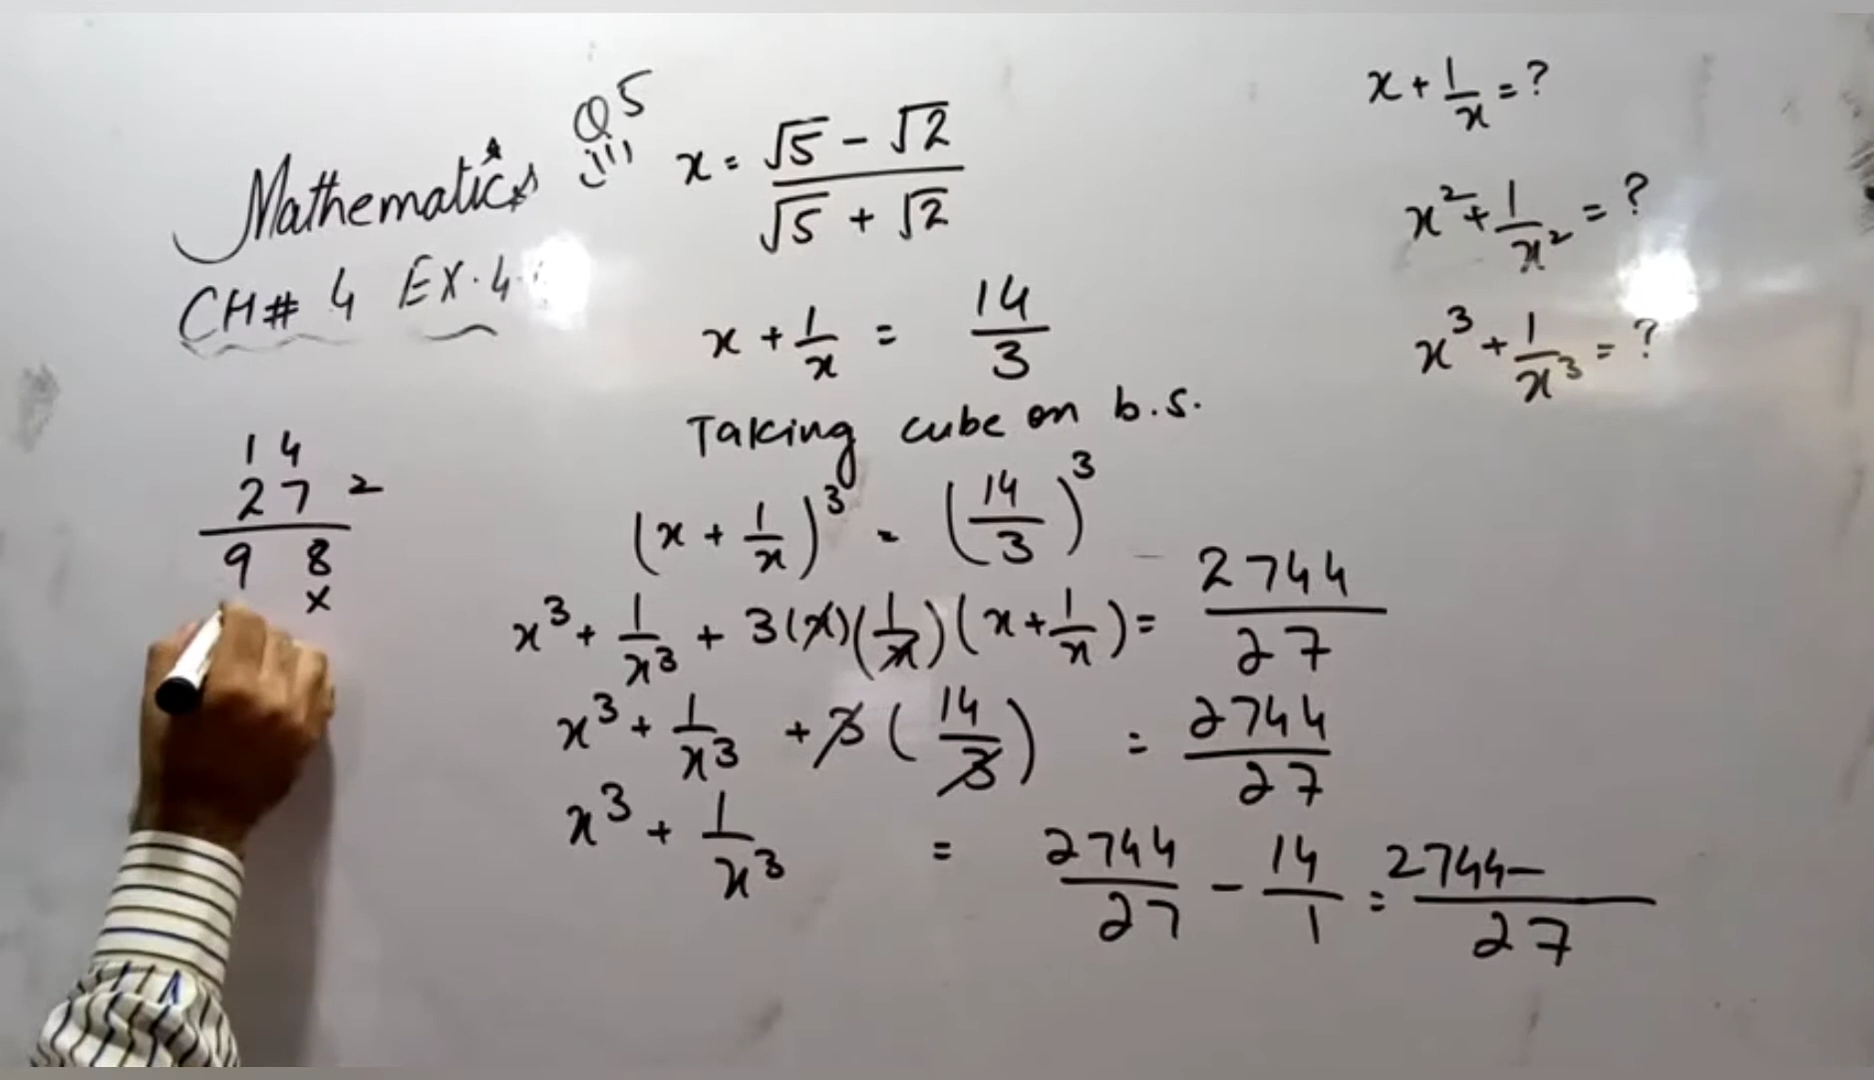 Mathematics
CH# 4 EX.4.
Q5
iii
x = (√5 - √2)/(√5 + √2)
x + 1/x = ?
x² + 1/x² = ?
x³ + 1/x³ = ?
x + 1/x = 14/3
Taking cube on b.s.
(x + 1/x)³ = (14/3)³
x³ + 1/x³ + 3(x)(1/x)(x + 1/x) = 2744/27
x³ + 1/x³ + 3(14/3) = 2744/27
x³ + 1/x³ = 2744/27 - 14/1 = 2744-/27
14
27 2
9 8
x